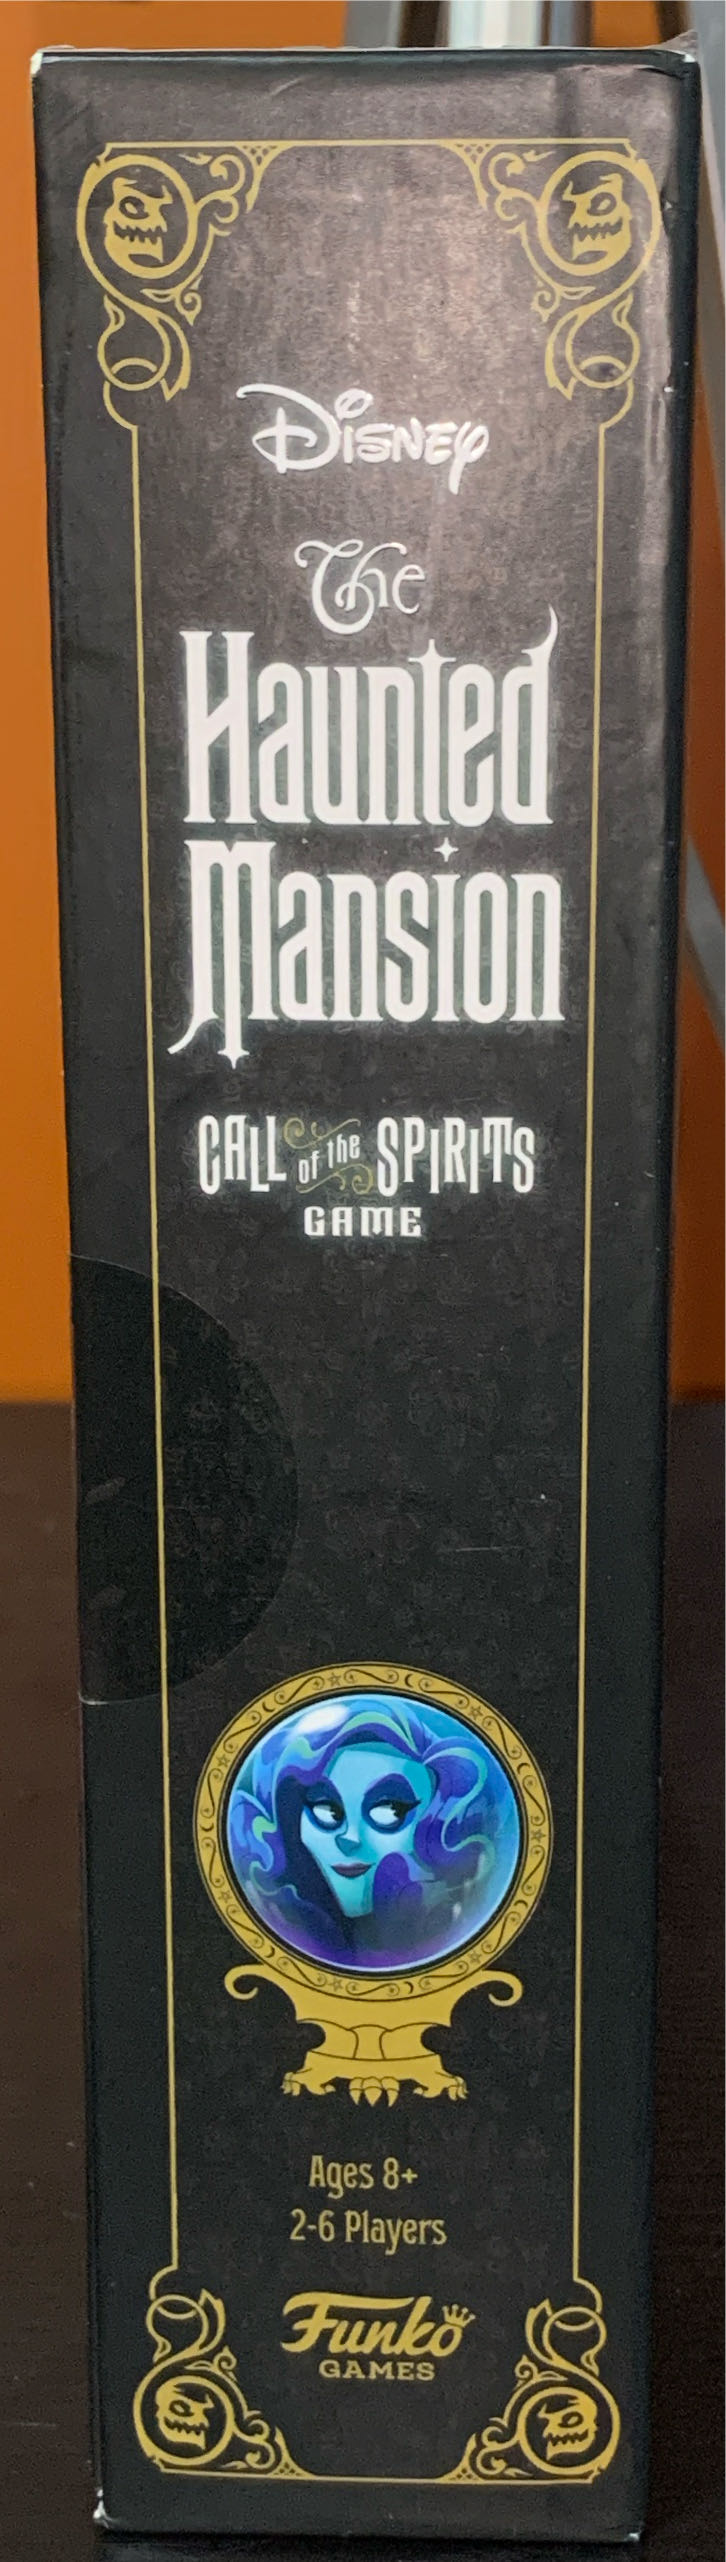 Disney
The
Haunted
Mansion
CALL of the SPIRITS
GAME
Ages 8+
2-6 Players
Funko
GAMES